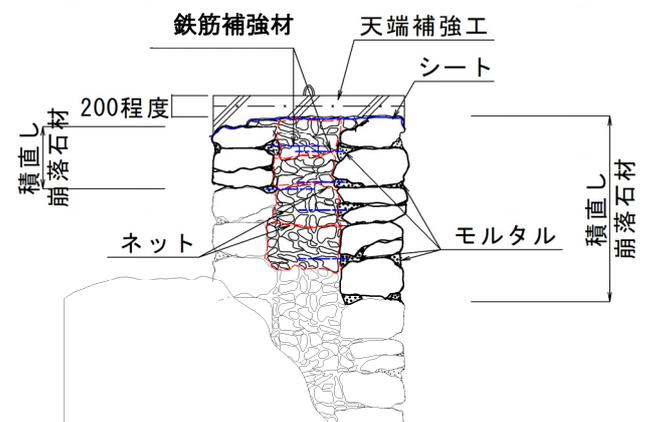 鉄筋補強材
天端補強工
シート
200程度
積直し
崩落石材
ネット
モルタル
積直し
崩落石材